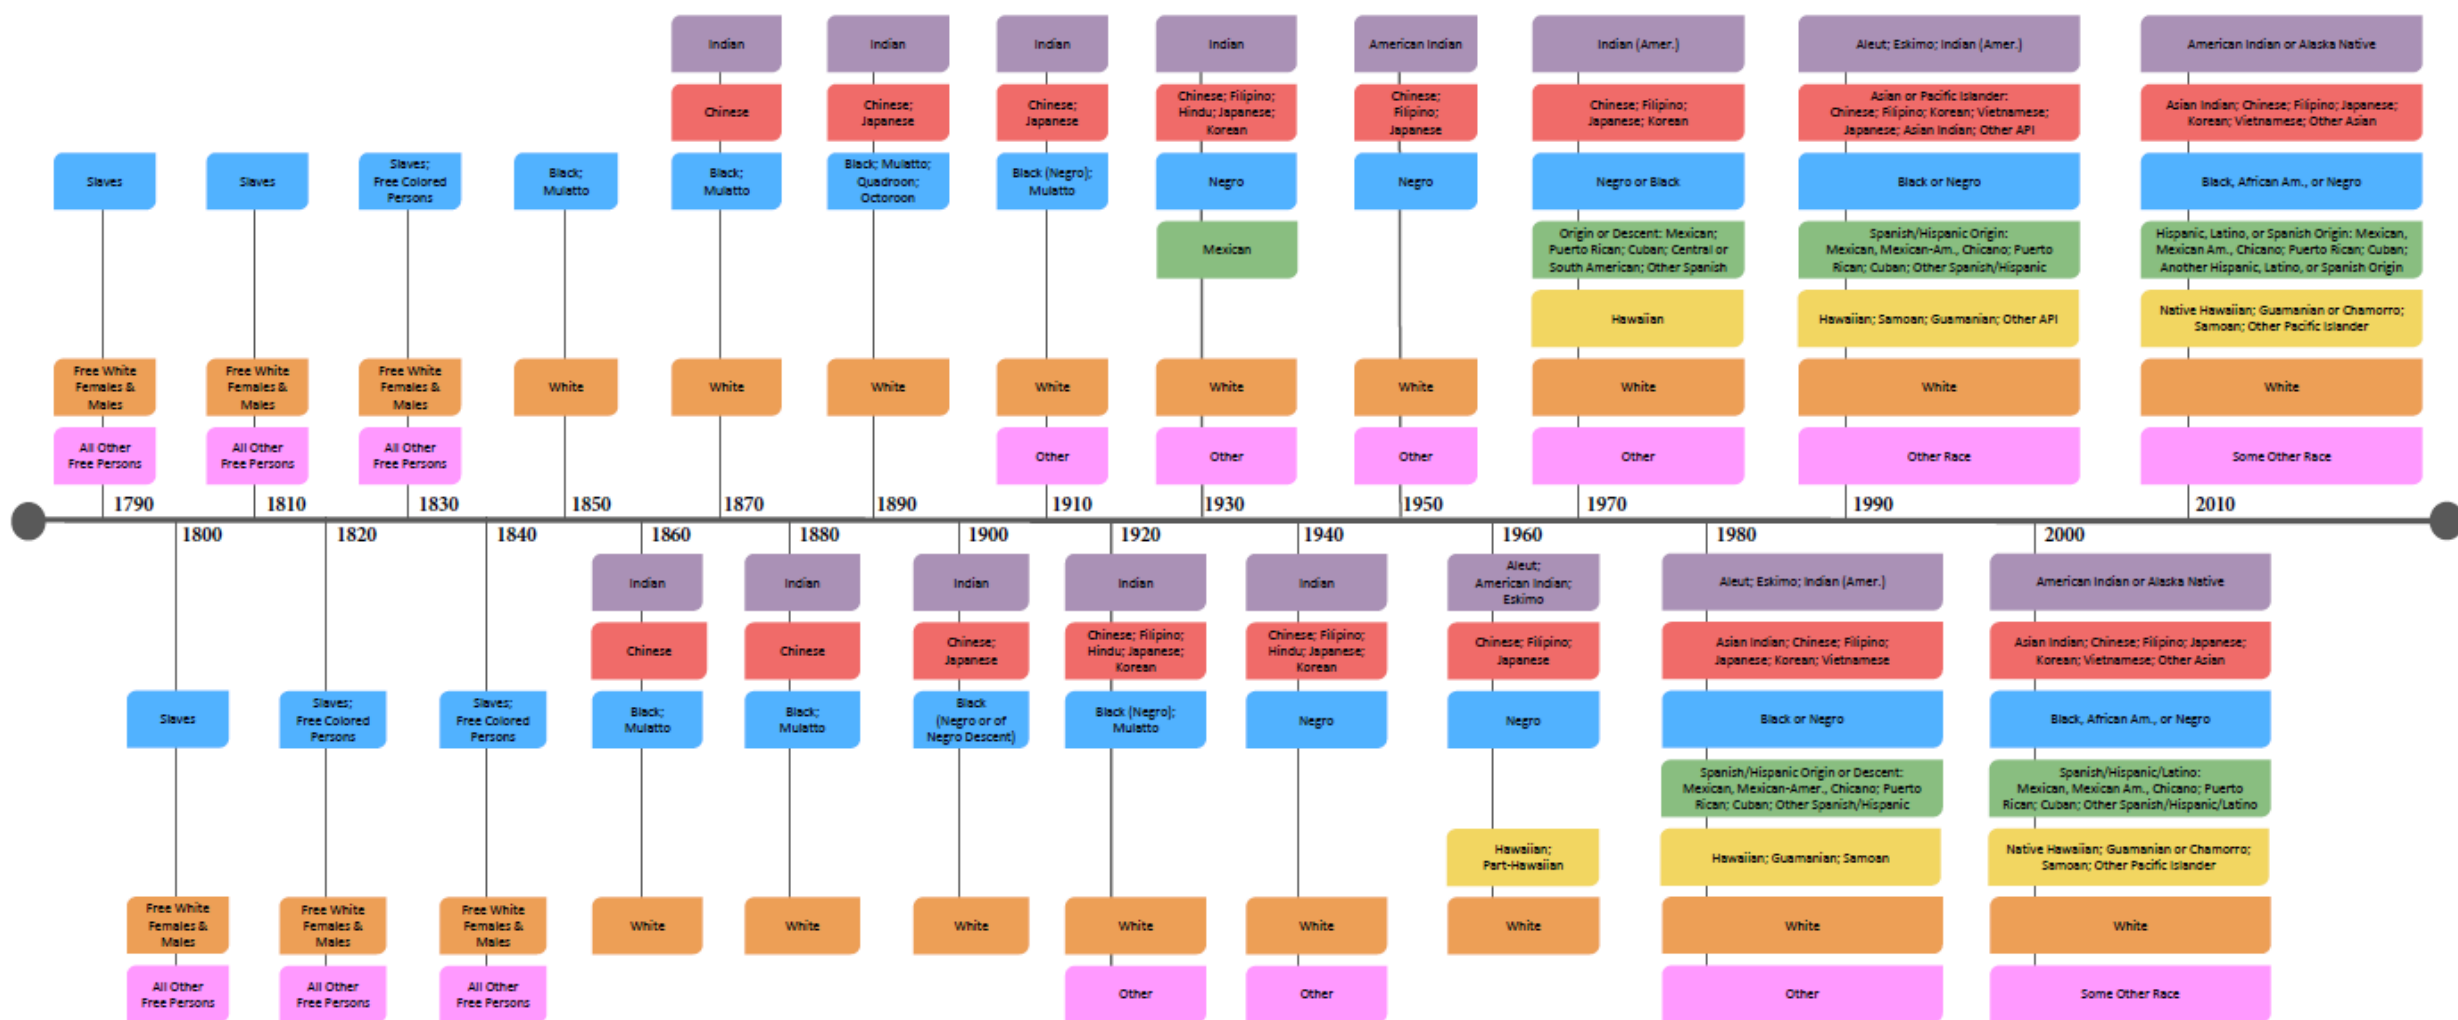 Indian
Indian
Indian
Indian
American Indian
Indian (Amer.)
Aleut; Eskimo; Indian (Amer.)
American Indian or Alaska Native
Chinese
Chinese;
Japanese
Chinese;
Japanese
Chinese; Filipino;
Hindu; Japanese;
Korean
Chinese;
Filipino;
Japanese
Chinese; Filipino;
Japanese; Korean
Asian or Pacific Islander:
Chinese; Filipino; Korean; Vietnamese;
Japanese; Asian Indian; Other API
Asian Indian; Chinese; Filipino; Japanese;
Korean; Vietnamese; Other Asian
Slaves
Slaves
Slaves;
Free Colored
Persons
Black;
Mulatto
Black;
Mulatto
Black; Mulatto;
Quadroon;
Octoroon
Black (Negro);
Mulatto
Negro
Negro
Negro or Black
Black or Negro
Black, African Am., or Negro
Mexican
Origin or Descent: Mexican;
Puerto Rican; Cuban; Central or
South American; Other Spanish
Spanish/Hispanic Origin:
Mexican, Mexican-Am., Chicano; Puerto
Rican; Cuban; Other Spanish/Hispanic
Hispanic, Latino, or Spanish Origin: Mexican,
Mexican Am., Chicano; Puerto Rican; Cuban;
Another Hispanic, Latino, or Spanish Origin
Hawaiian
Hawaiian; Samoan; Guamanian; Other API
Native Hawaiian; Guamanian or Chamorro;
Samoan; Other Pacific Islander
Free White
Females &
Males
Free White
Females &
Males
Free White
Females &
Males
White
White
White
White
White
White
White
White
White
All Other
Free Persons
All Other
Free Persons
All Other
Free Persons
Other
Other
Other
Other
Other Race
Some Other Race
1790
1810
1830
1850
1870
1890
1910
1930
1950
1970
1990
2010
1800
1820
1840
1860
1880
1900
1920
1940
1960
1980
2000
Indian
Indian
Indian
Indian
Indian
Aleut;
American Indian;
Eskimo
Aleut; Eskimo; Indian (Amer.)
American Indian or Alaska Native
Chinese
Chinese
Chinese;
Japanese
Chinese; Filipino;
Hindu; Japanese;
Korean
Chinese; Filipino;
Hindu; Japanese;
Korean
Chinese; Filipino;
Japanese
Asian Indian; Chinese; Filipino;
Japanese; Korean; Vietnamese
Asian Indian; Chinese; Filipino; Japanese;
Korean; Vietnamese; Other Asian
Slaves
Slaves;
Free Colored
Persons
Slaves;
Free Colored
Persons
Black;
Mulatto
Black;
Mulatto
Black
(Negro or of
Negro Descent)
Black (Negro);
Mulatto
Negro
Negro
Black or Negro
Black, African Am., or Negro
Spanish/Hispanic Origin or Descent:
Mexican, Mexican-Amer., Chicano; Puerto
Rican; Cuban; Other Spanish/Hispanic
Spanish/Hispanic/Latino:
Mexican, Mexican Am., Chicano; Puerto
Rican; Cuban; Other Spanish/Hispanic/Latino
Hawaiian;
Part-Hawaiian
Hawaiian; Guamanian; Samoan
Native Hawaiian; Guamanian or Chamorro;
Samoan; Other Pacific Islander
Free White
Females &
Males
Free White
Females &
Males
Free White
Females &
Males
White
White
White
White
White
White
White
White
All Other
Free Persons
All Other
Free Persons
All Other
Free Persons
Other
Other
Other
Some Other Race